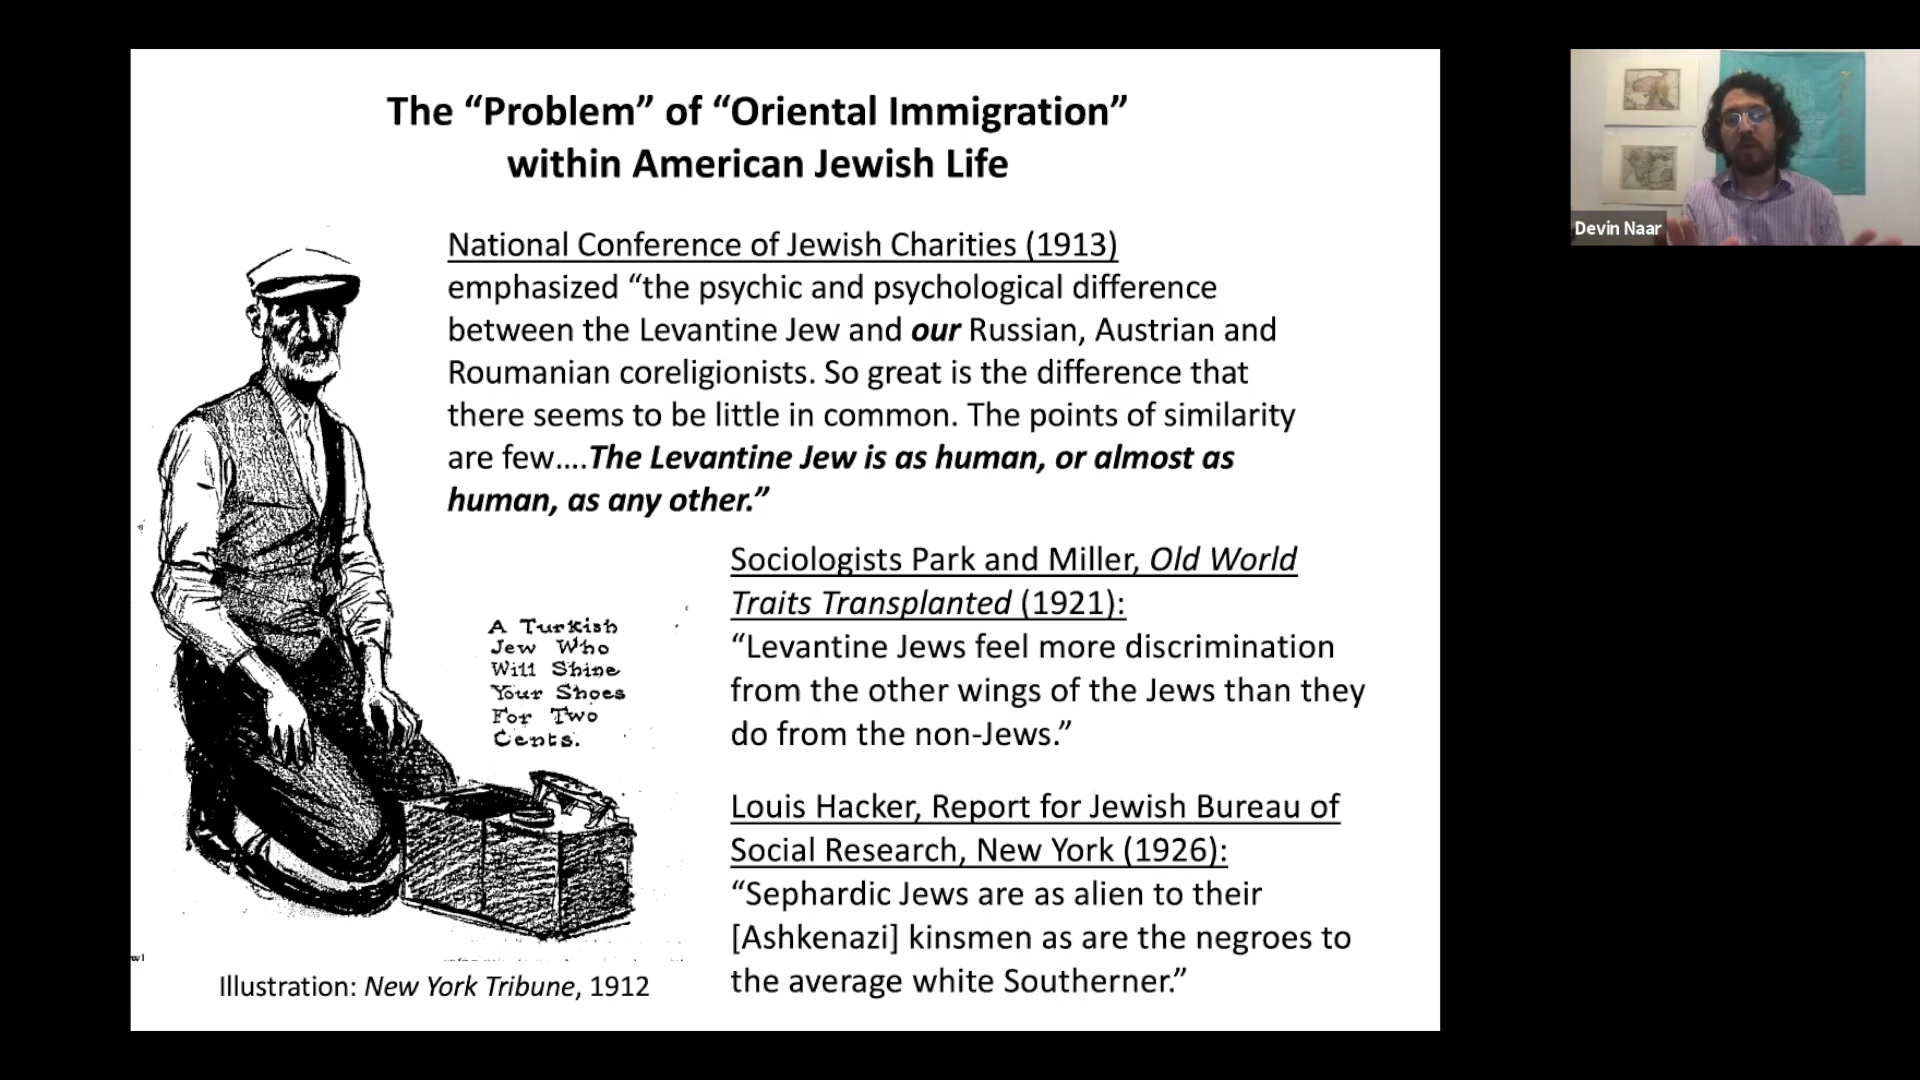 The “Problem” of “Oriental Immigration”
within American Jewish Life
National Conference of Jewish Charities (1913)
emphasized “the psychic and psychological difference
between the Levantine Jew and our Russian, Austrian and
Roumanian coreligionists. So great is the difference that
there seems to be little in common. The points of similarity
are few….The Levantine Jew is as human, or almost as
human, as any other.”
Sociologists Park and Miller, Old World
Traits Transplanted (1921):
“Levantine Jews feel more discrimination
from the other wings of the Jews than they
do from the non-Jews.”
Louis Hacker, Report for Jewish Bureau of
Social Research, New York (1926):
“Sephardic Jews are as alien to their
[Ashkenazi] kinsmen as are the negroes to
the average white Southerner.”
A Turkish
Jew Who
Will Shine
Your Shoes
For Two
Cents.
Illustration: New York Tribune, 1912
Devin Naar